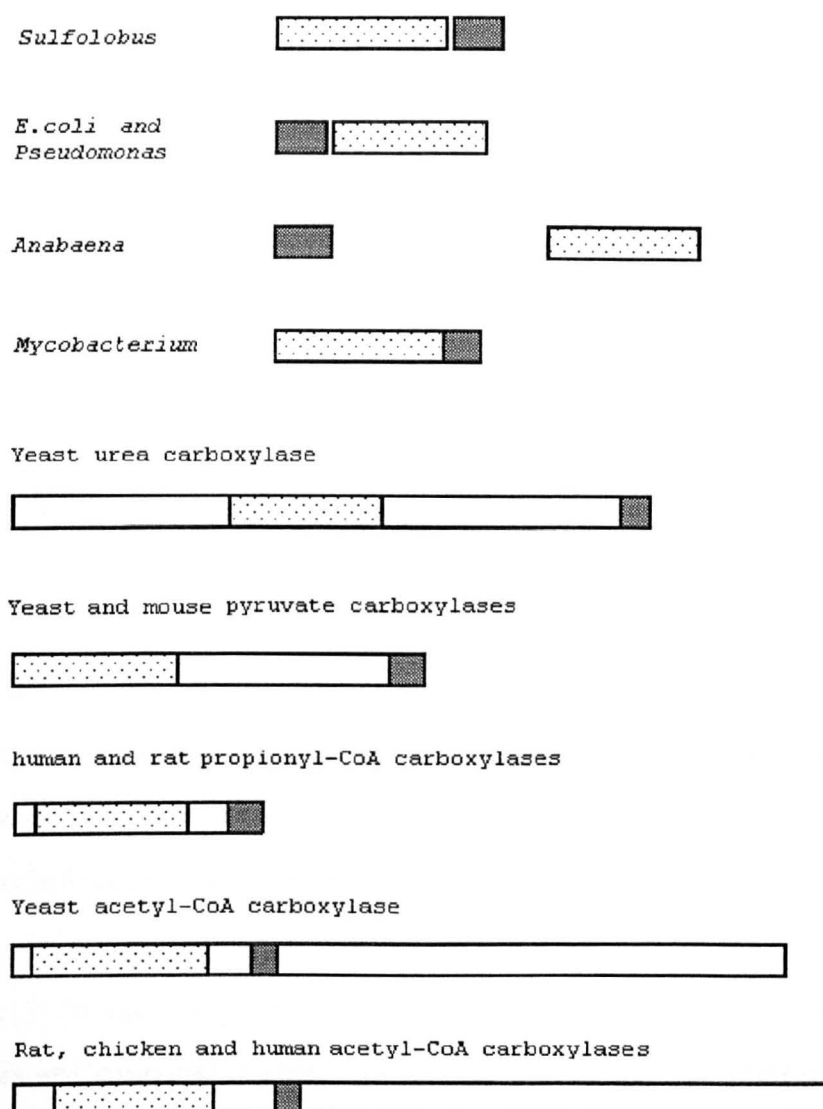 Sulfolobus
E.coli and
Pseudomonas
Anabaena
Mycobacterium
Yeast urea carboxylase
Yeast and mouse pyruvate carboxylases
human and rat propionyl-CoA carboxylases
Yeast acetyl-CoA carboxylase
Rat, chicken and human acetyl-CoA carboxylases